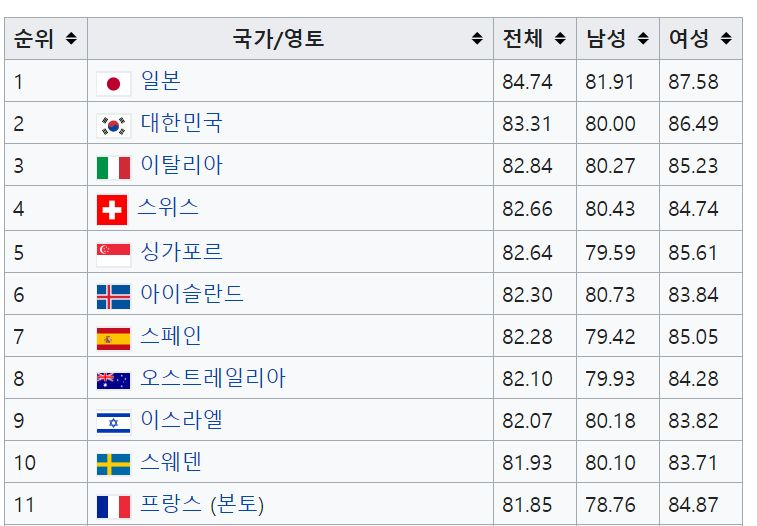 순위 국가/영토 전체 남성 여성
1 일본 84.74 81.91 87.58
2 대한민국 83.31 80.00 86.49
3 이탈리아 82.84 80.27 85.23
4 스위스 82.66 80.43 84.74
5 싱가포르 82.64 79.59 85.61
6 아이슬란드 82.30 80.73 83.84
7 스페인 82.28 79.42 85.05
8 오스트레일리아 82.10 79.93 84.28
9 이스라엘 82.07 80.18 83.82
10 스웨덴 81.93 80.10 83.71
11 프랑스 (본토) 81.85 78.76 84.87